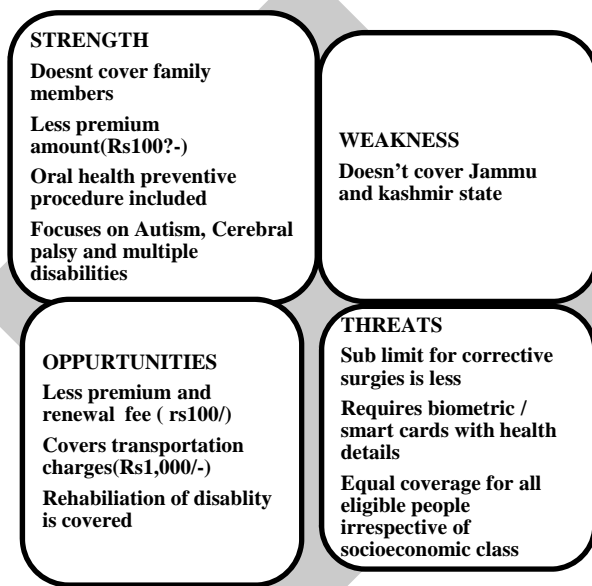 STRENGTH
Doesnt cover family
members
Less premium
amount(Rs100?-)
Oral health preventive
procedure included
Focuses on Autism, Cerebral
palsy and multiple
disabilities
WEAKNESS
Doesn’t cover Jammu
and kashmir state
OPPURTUNITIES
Less premium and
renewal fee ( rs100/)
Covers transportation
charges(Rs1,000/-)
Rehabiliation of disablity
is covered
THREATS
Sub limit for corrective
surgies is less
Requires biometric /
smart cards with health
details
Equal coverage for all
eligible people
irrespective of
socioeconomic class